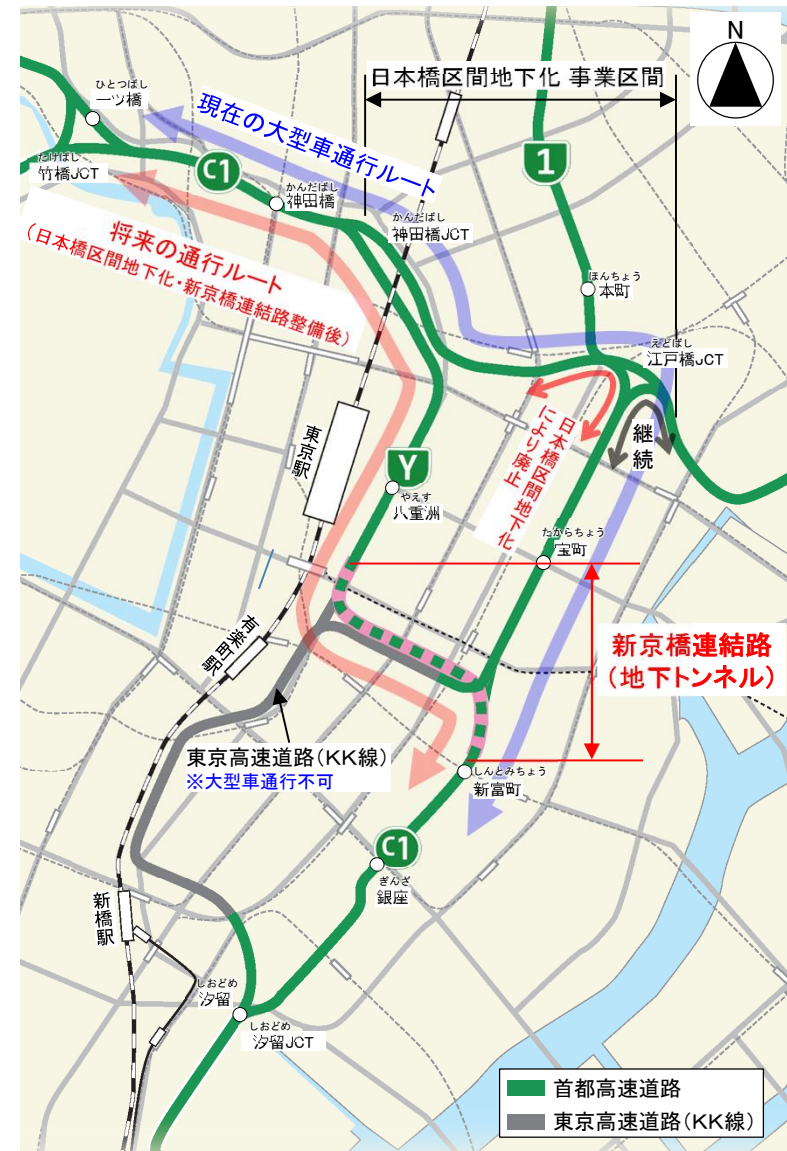 N
日本橋区間地下化 事業区間
ひとつばし
一ツ橋
現在の大型車通行ルート
1
たけばし
竹橋JCT
C1
かんだばし
神田橋
かんだばし
神田橋JCT
将来の通行ルート
(日本橋区間地下化・新京橋連結路整備後)
ほんちょう
本町
えどばし
江戸橋JCT
継続
日本橋区間地下化
により廃止
東京駅
Y
やえす
八重洲
たからちょう
宝町
新京橋連結路
(地下トンネル)
有楽町駅
東京高速道路(KK線)
※大型車通行不可
しんとみちょう
新富町
C1
ぎんざ
銀座
新橋駅
しおどめ
汐留
しおどめ
汐留JCT
首都高速道路
東京高速道路(KK線)